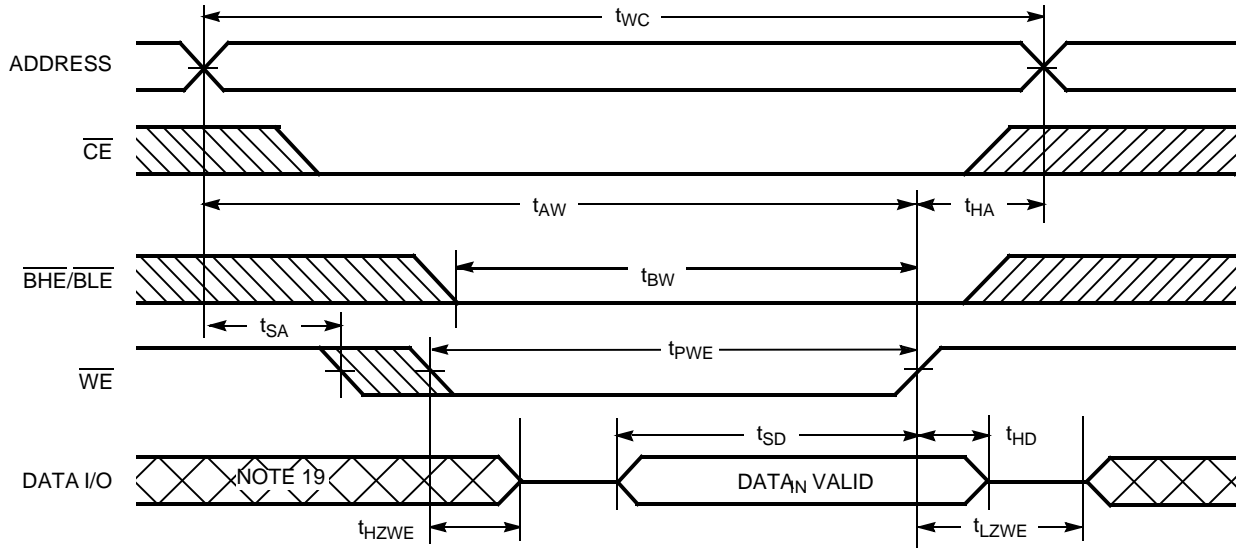 tWC
ADDRESS
CE
tAW
tHA
BHE/BLE
tBW
tSA
tPWE
WE
tSD
tHD
DATA I/O
NOTE 19
DATAIN VALID
tHZWE
tLZWE